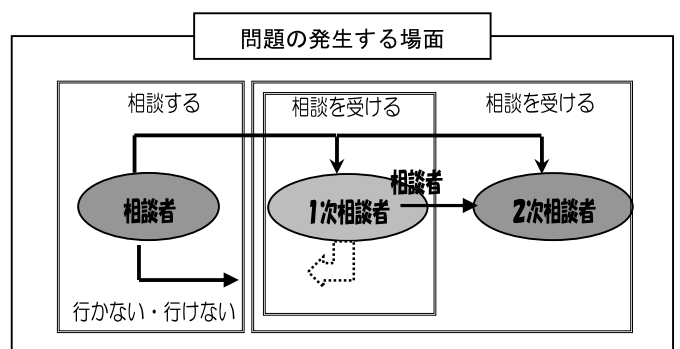 問題の発生する場面
相談する
相談を受ける
相談を受ける
相談者
1次相談者
相談者
2次相談者
行かない・行けない